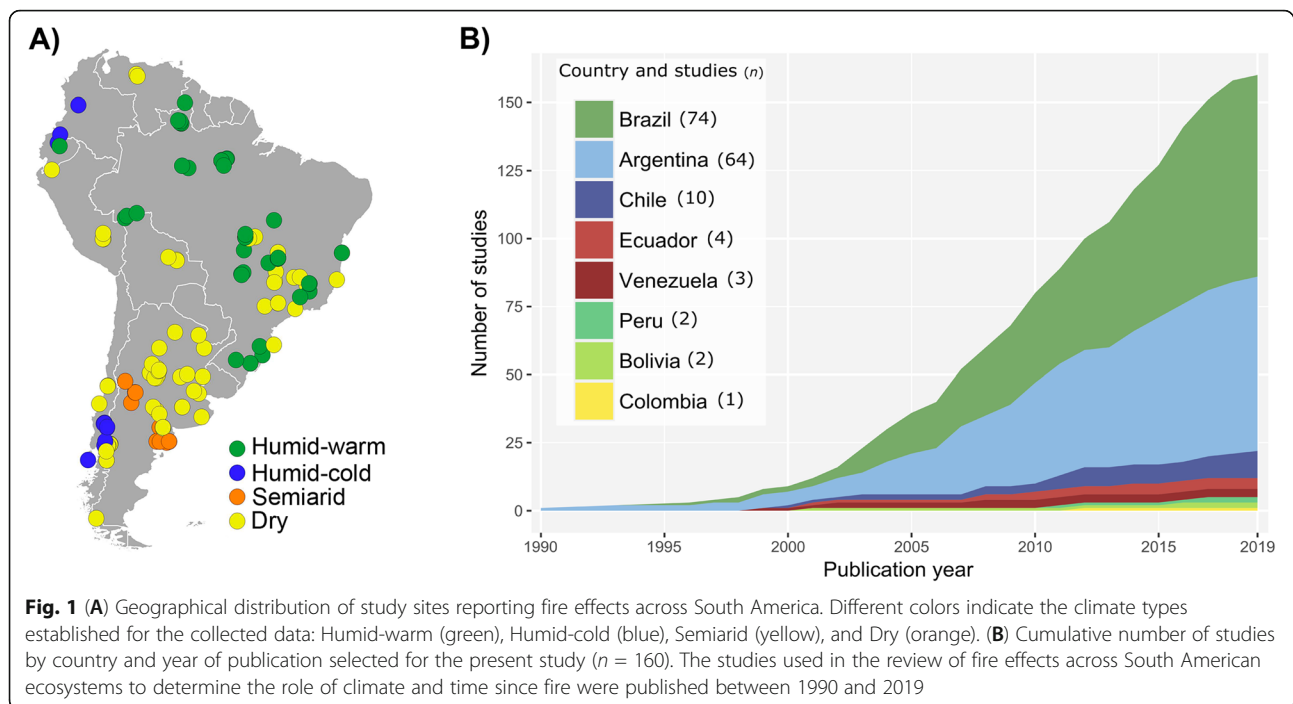 A)
Humid-warm
Humid-cold
Semiarid
Dry
B)
Country and studies (n)
Brazil (74)
Argentina (64)
Chile (10)
Ecuador (4)
Venezuela (3)
Peru (2)
Bolivia (2)
Colombia (1)
Number of studies
150
125
100
75
50
25
0
1990 1995 2000 2005 2010 2015 2019
Publication year
Fig. 1 (A) Geographical distribution of study sites reporting fire effects across South America. Different colors indicate the climate types
established for the collected data: Humid-warm (green), Humid-cold (blue), Semiarid (yellow), and Dry (orange). (B) Cumulative number of studies
by country and year of publication selected for the present study (n = 160). The studies used in the review of fire effects across South American
ecosystems to determine the role of climate and time since fire were published between 1990 and 2019